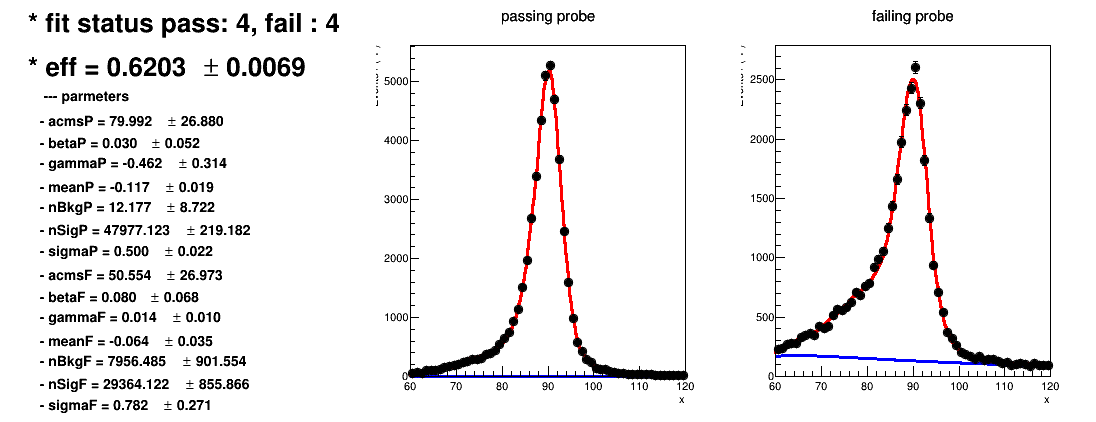 * fit status pass: 4, fail : 4
* eff = 0.6203 ± 0.0069
--- parmeters
- acmsP = 79.992 ± 26.880
- betaP = 0.030 ± 0.052
- gammaP = -0.462 ± 0.314
- meanP = -0.117 ± 0.019
- nBkgP = 12.177 ± 8.722
- nSigP = 47977.123 ± 219.182
- sigmaP = 0.500 ± 0.022
- acmsF = 50.554 ± 26.973
- betaF = 0.080 ± 0.068
- gammaF = 0.014 ± 0.010
- meanF = -0.064 ± 0.035
- nBkgF = 7956.485 ± 901.554
- nSigF = 29364.122 ± 855.866
- sigmaF = 0.782 ± 0.271
passing probe
5000
4000
3000
2000
1000
0
60 70 80 90 100 110 120
x
failing probe
2500
2000
1500
1000
500
0
60 70 80 90 100 110 120
x